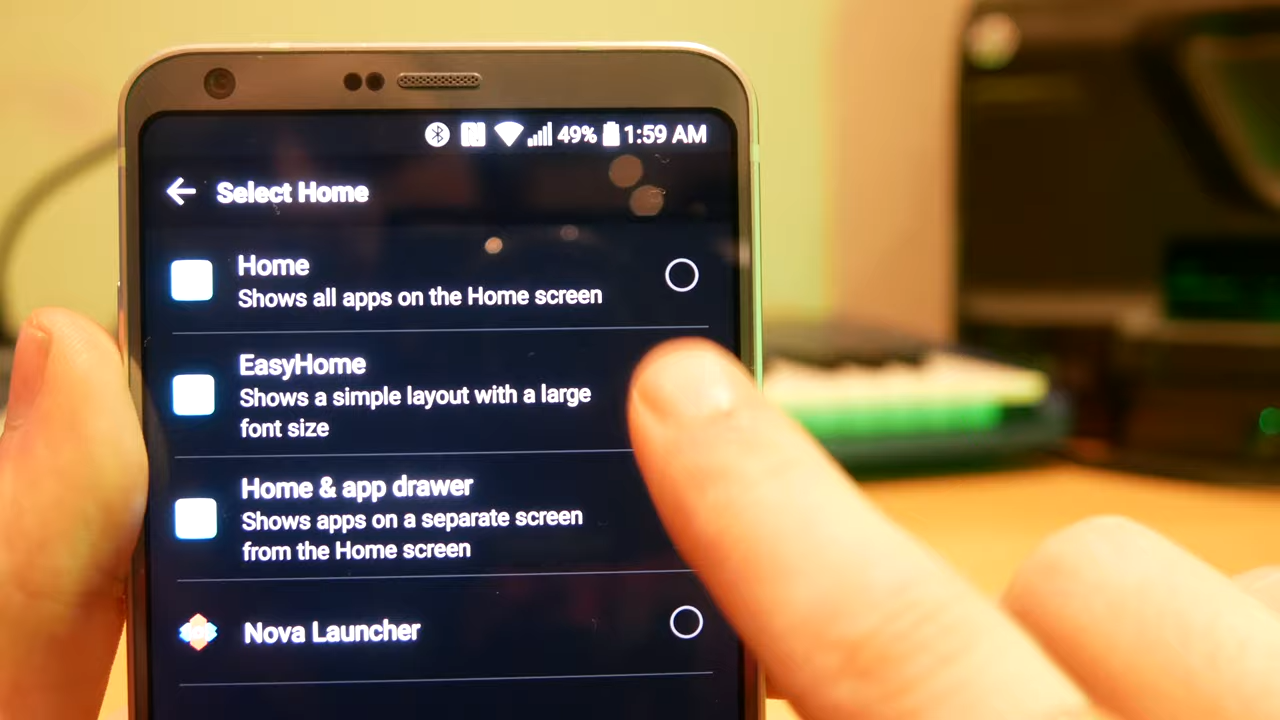 49% 1:59 AM
Select Home
Home
Shows all apps on the Home screen
EasyHome
Shows a simple layout with a large
font size
Home & app drawer
Shows apps on a separate screen
from the Home screen
Nova Launcher